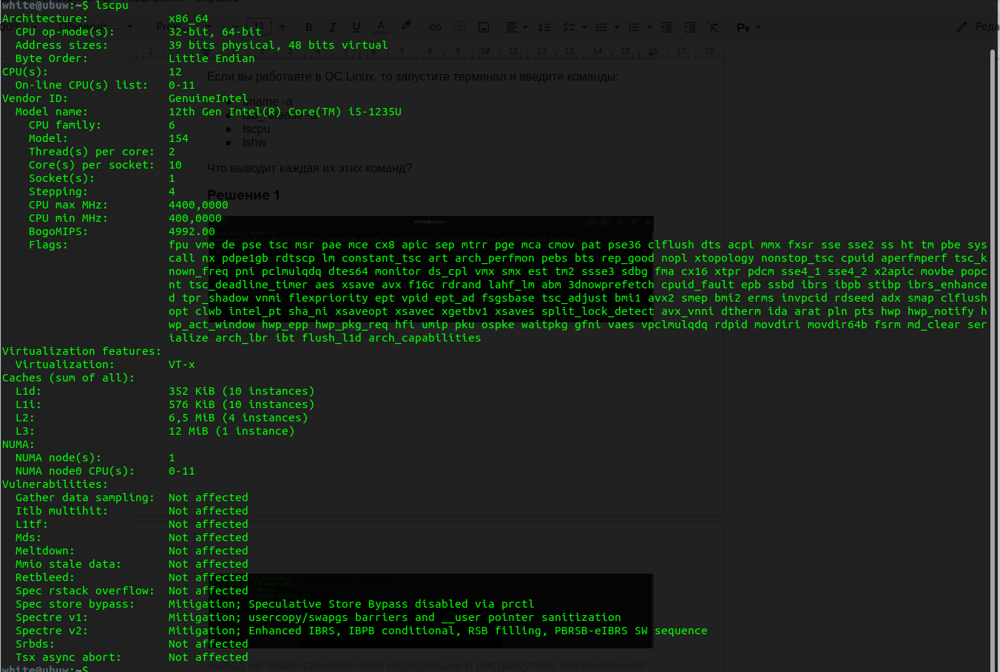 white@ubuw:~$ lscpu
Architecture: x86_64
CPU op-mode(s): 32-bit, 64-bit
Address sizes: 39 bits physical, 48 bits virtual
Byte Order: Little Endian
CPU(s): 12
On-line CPU(s) list: 0-11
Vendor ID: GenuineIntel
Model name: 12th Gen Intel(R) Core(TM) i5-1235U
CPU family: 6
Model: 154
Thread(s) per core: 2
Core(s) per socket: 10
Socket(s): 1
Stepping: 4
CPU max MHz: 4400,0000
CPU min MHz: 400,0000
BogoMIPS: 4992.00
Flags: fpu vme de pse tsc msr pae mce cx8 apic sep mtrr pge mca cmov pat pse36 clflush dts acpi mmx fxsr sse sse2 ss ht tm pbe sys
call nx pdpe1gb rdtscp lm constant_tsc art arch_perfmon pebs bts rep_good nopl xtopology nonstop_tsc cpuid aperfmperf tsc_k
nown_freq pni pclmulqdq dtes64 monitor ds_cpl vmx smx est tm2 ssse3 sdbg fma cx16 xtpr pdcm sse4_1 sse4_2 x2apic movbe popc
nt tsc_deadline_timer aes xsave avx f16c rdrand lahf_lm abm 3dnowprefetch cpuid_fault epb ssbd ibrs ibpb stibp ibrs_enhance
d tpr_shadow vnmi flexpriority ept vpid ept_ad fsgsbase tsc_adjust bmi1 avx2 smep bmi2 erms invpcid rdseed adx smap clflush
opt clwb intel_pt sha_ni xsaveopt xsavec xgetbv1 xsaves split_lock_detect avx_vnni dtherm ida arat pln pts hwp hwp_notify h
wp_act_window hwp_epp hwp_pkg_req hfi umip pku ospke waitpkg gfni vaes vpclmulqdq rdpid movdiri movdir64b fsrm md_clear ser
ialize arch_lbr ibt flush_l1d arch_capabilities
Virtualization features:
Virtualization: VT-x
Caches (sum of all):
L1d: 352 KiB (10 instances)
L1i: 576 KiB (10 instances)
L2: 6,5 MiB (4 instances)
L3: 12 MiB (1 instance)
NUMA:
NUMA node(s): 1
NUMA node0 CPU(s): 0-11
Vulnerabilities:
Gather data sampling: Not affected
Itlb multihit: Not affected
L1tf: Not affected
Mds: Not affected
Meltdown: Not affected
Mmio stale data: Not affected
Retbleed: Not affected
Spec rstack overflow: Not affected
Spec store bypass: Mitigation; Speculative Store Bypass disabled via prctl
Spectre v1: Mitigation; usercopy/swapgs barriers and __user pointer sanitization
Spectre v2: Mitigation; Enhanced IBRS, IBPB conditional, RSB filling, PBRSB-eIBRS SW sequence
Srbds: Not affected
Tsx async abort: Not affected
white@ubuw:~$
Если вы работаете в ОС Linux, то запустите терминал и введите команды:
uname -a
lsb_release -a
lscpu
lshw
Что выводит каждая их этих команд?
Решение 1
вывод на экран специфичной информации о дистрибутиве операционной